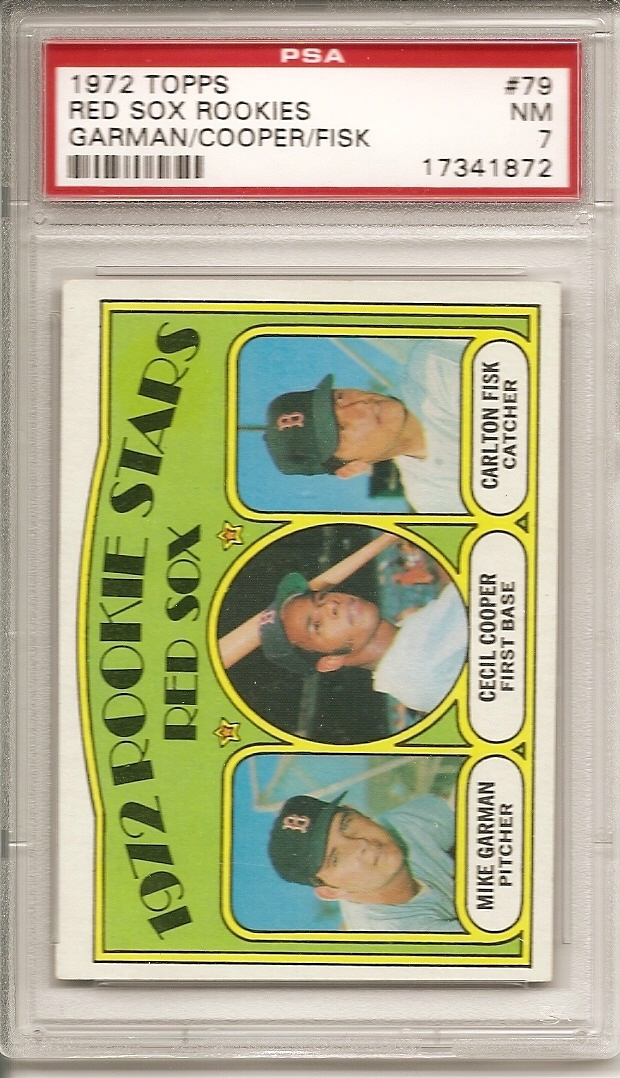 PSA
1972 TOPPS #79
RED SOX ROOKIES NM
GARMAN/COOPER/FISK 7
17341872
1972 ROOKIE STARS
RED SOX
B
B
B
MIKE GARMAN
PITCHER
CECIL COOPER
FIRST BASE
CARLTON FISK
CATCHER